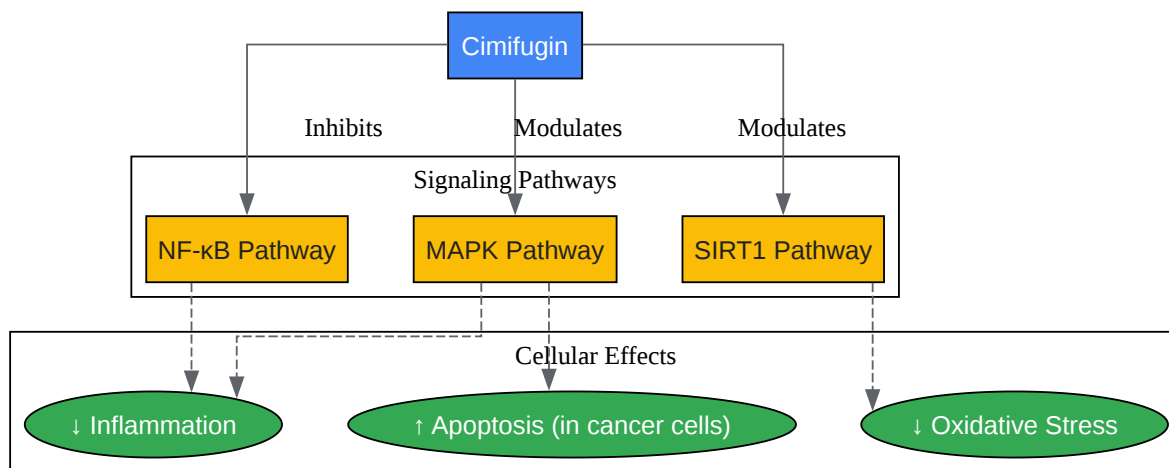 Cimifugin
Inhibits
Modulates
Modulates
Signaling Pathways
NF-κB Pathway
MAPK Pathway
SIRT1 Pathway
Cellular Effects
↓ Inflammation
↑ Apoptosis (in cancer cells)
↓ Oxidative Stress